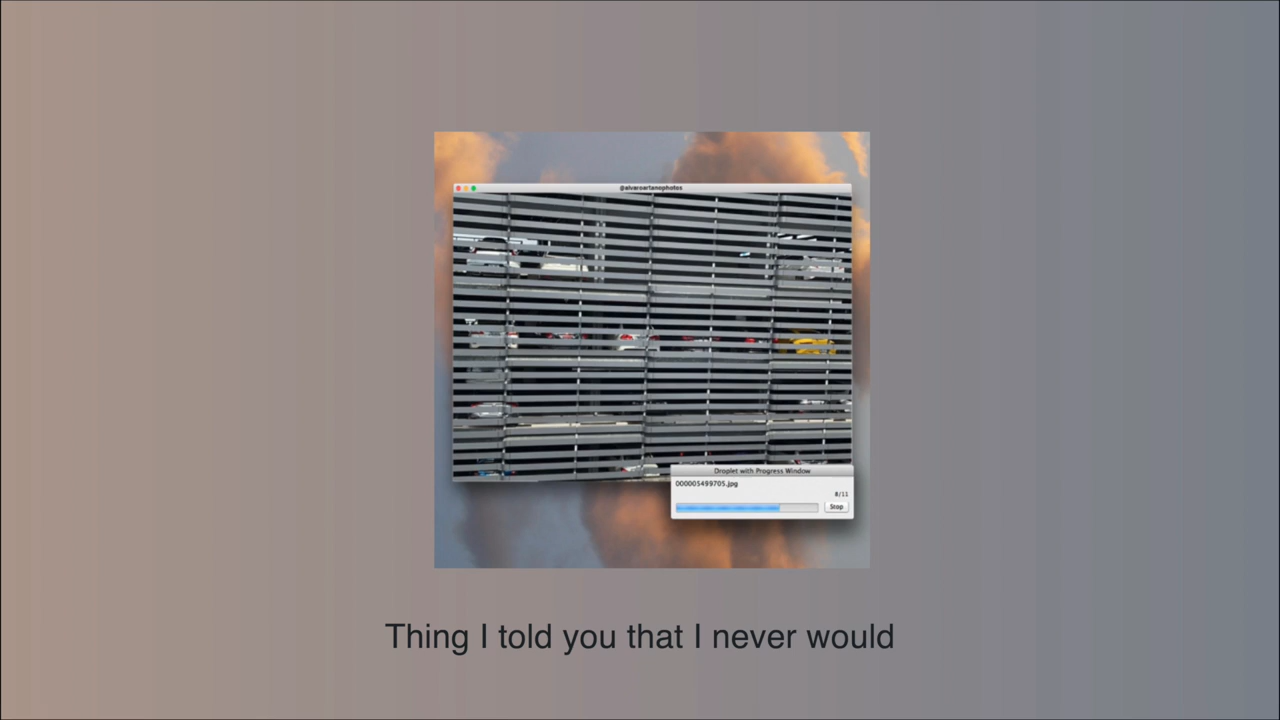 @alvaroartanophotos
Droplet with Progress Window
000005499705.jpg
8/11
Stop
Thing I told you that I never would